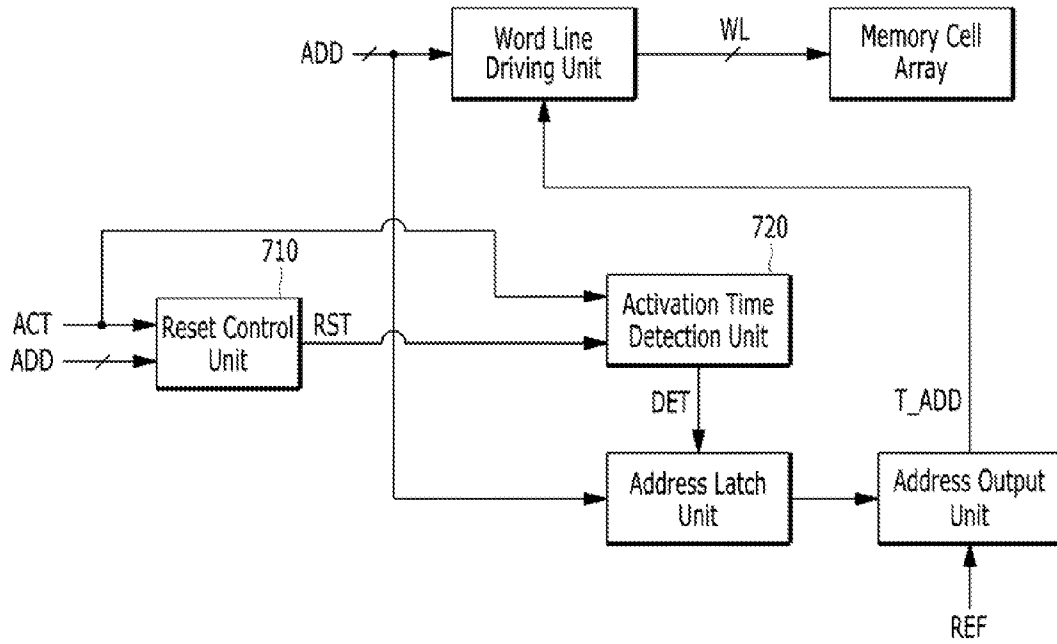 ADD
Word Line
Driving Unit
WL
Memory Cell
Array
710
720
ACT
ADD
Reset Control
Unit
RST
Activation Time
Detection Unit
DET
T_ADD
Address Latch
Unit
Address Output
Unit
REF